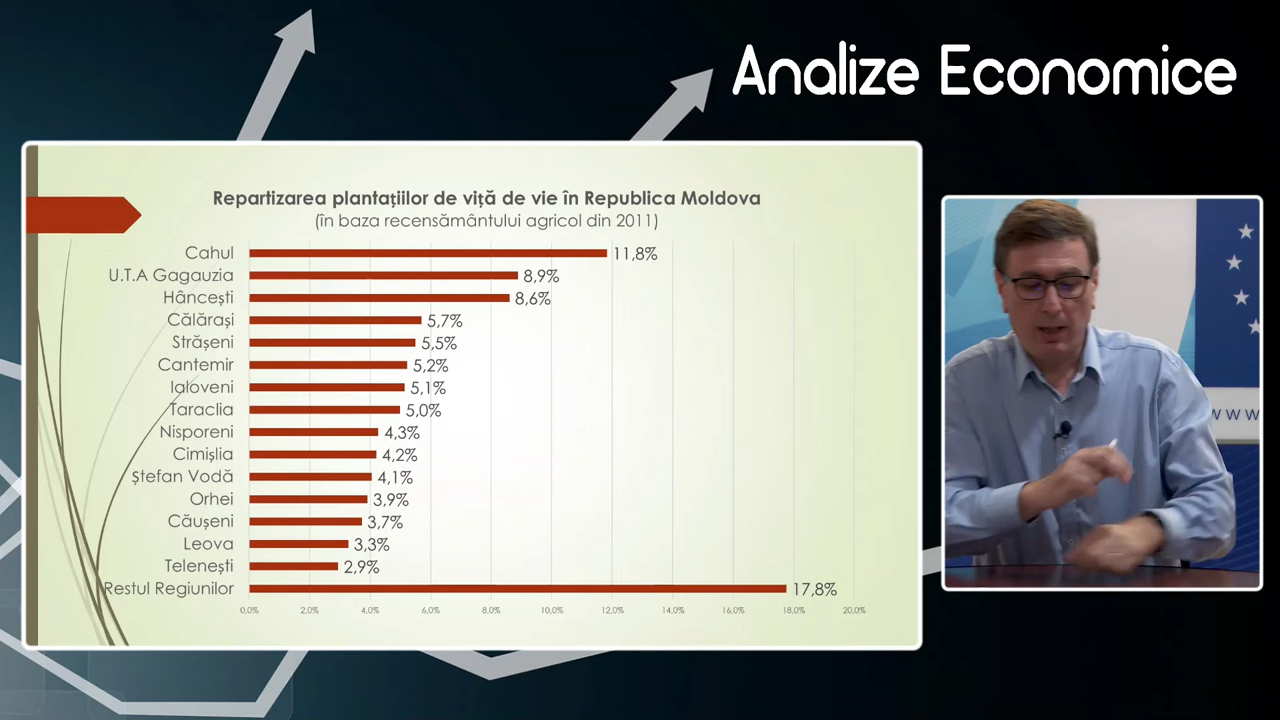 Analize Economice
Repartizarea plantațiilor de viță de vie în Republica Moldova
(în baza recensământului agricol din 2011)
Cahul 11,8%
U.T.A Gagauzia 8,9%
Hâncești 8,6%
Călărași 5,7%
Strășeni 5,5%
Cantemir 5,2%
Ialoveni 5,1%
Taraclia 5,0%
Nisporeni 4,3%
Cimișlia 4,2%
Ștefan Vodă 4,1%
Orhei 3,9%
Căușeni 3,7%
Leova 3,3%
Telenești 2,9%
Restul Regiunilor 17,8%
0,0% 2,0% 4,0% 6,0% 8,0% 10,0% 12,0% 14,0% 16,0% 18,0% 20,0%
www